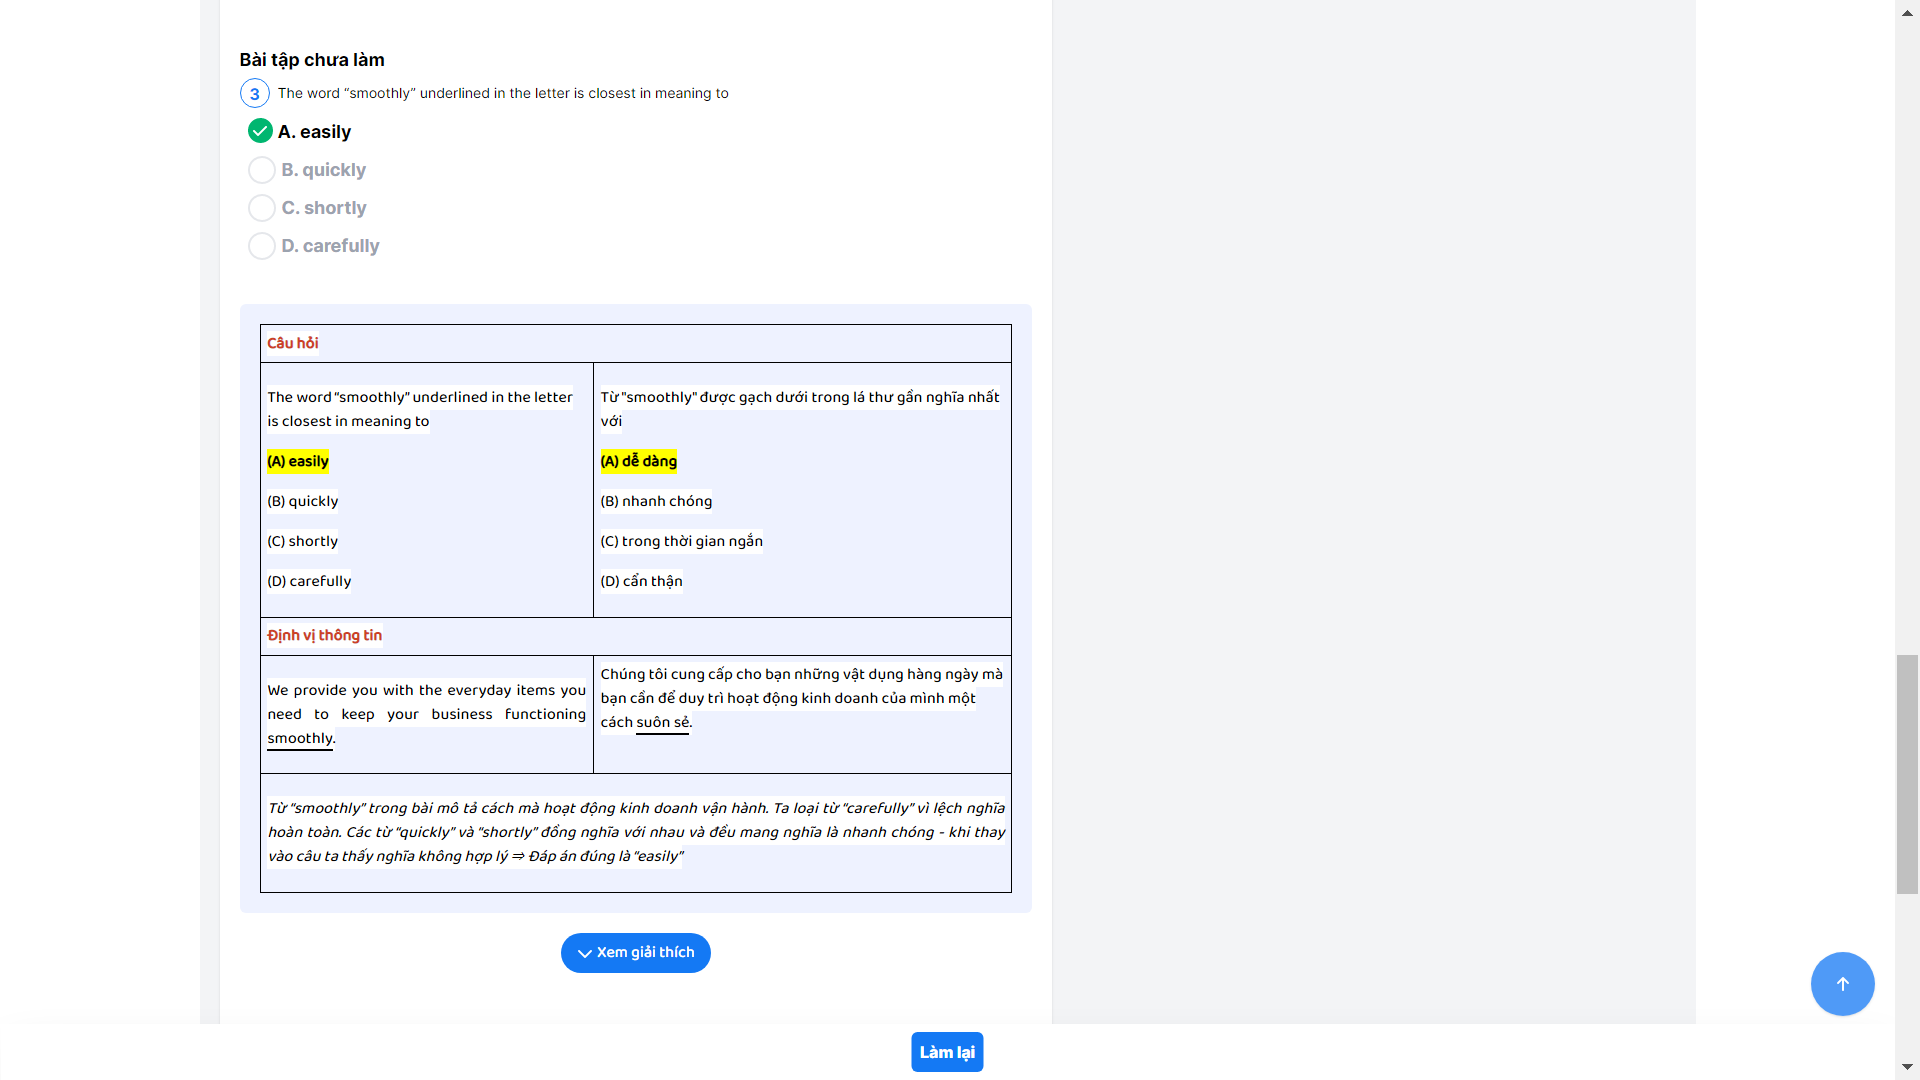 Bài tập chưa làm
3 The word “smoothly” underlined in the letter is closest in meaning to
A. easily
B. quickly
C. shortly
D. carefully
Câu hỏi
The word “smoothly” underlined in the letter
is closest in meaning to
(A) easily
(B) quickly
(C) shortly
(D) carefully
Từ "smoothly" được gạch dưới trong lá thư gần nghĩa nhất
với
(A) dễ dàng
(B) nhanh chóng
(C) trong thời gian ngắn
(D) cẩn thận
Định vị thông tin
We provide you with the everyday items you
need to keep your business functioning
smoothly.
Chúng tôi cung cấp cho bạn những vật dụng hàng ngày mà
bạn cần để duy trì hoạt động kinh doanh của mình một
cách suôn sẻ.
Từ “smoothly” trong bài mô tả cách mà hoạt động kinh doanh vận hành. Ta loại từ “carefully” vì lệch nghĩa
hoàn toàn. Các từ “quickly” và “shortly” đồng nghĩa với nhau và đều mang nghĩa là nhanh chóng - khi thay
vào câu ta thấy nghĩa không hợp lý ⇒ Đáp án đúng là “easily”
Xem giải thích
Làm lại